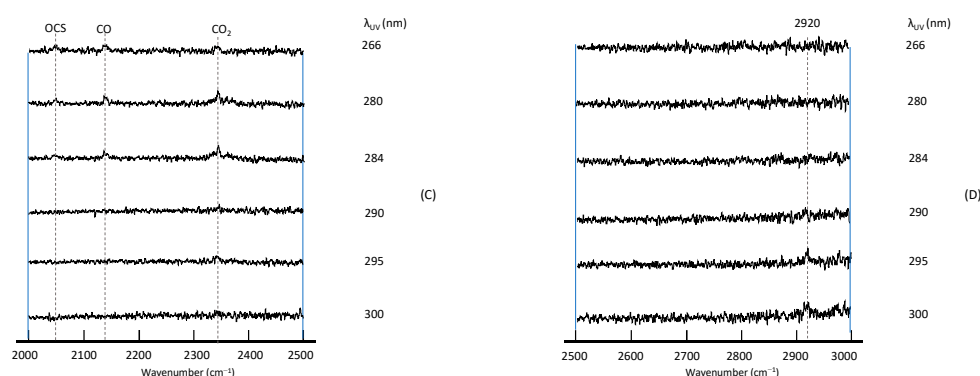 OCS CO CO₂ λUV (nm)
266
280
284
290
295
300
(C)
2000 2100 2200 2300 2400 2500
Wavenumber (cm⁻¹)
2920 λUV (nm)
266
280
284
290
295
300
(D)
2500 2600 2700 2800 2900 3000
Wavenumber (cm⁻¹)